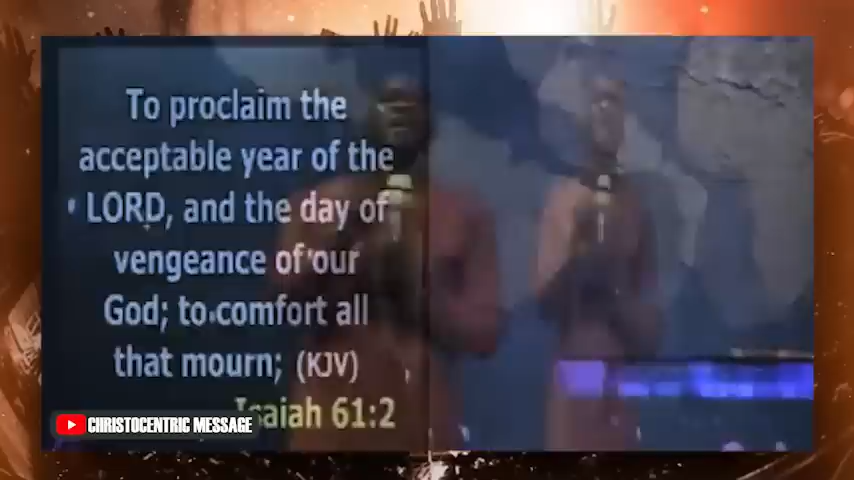 To proclaim the
acceptable year of the
LORD, and the day of
vengeance of our
God; to comfort all
that mourn; (KJV)
Isaiah 61:2
CHRISTOCENTRIC MESSAGE